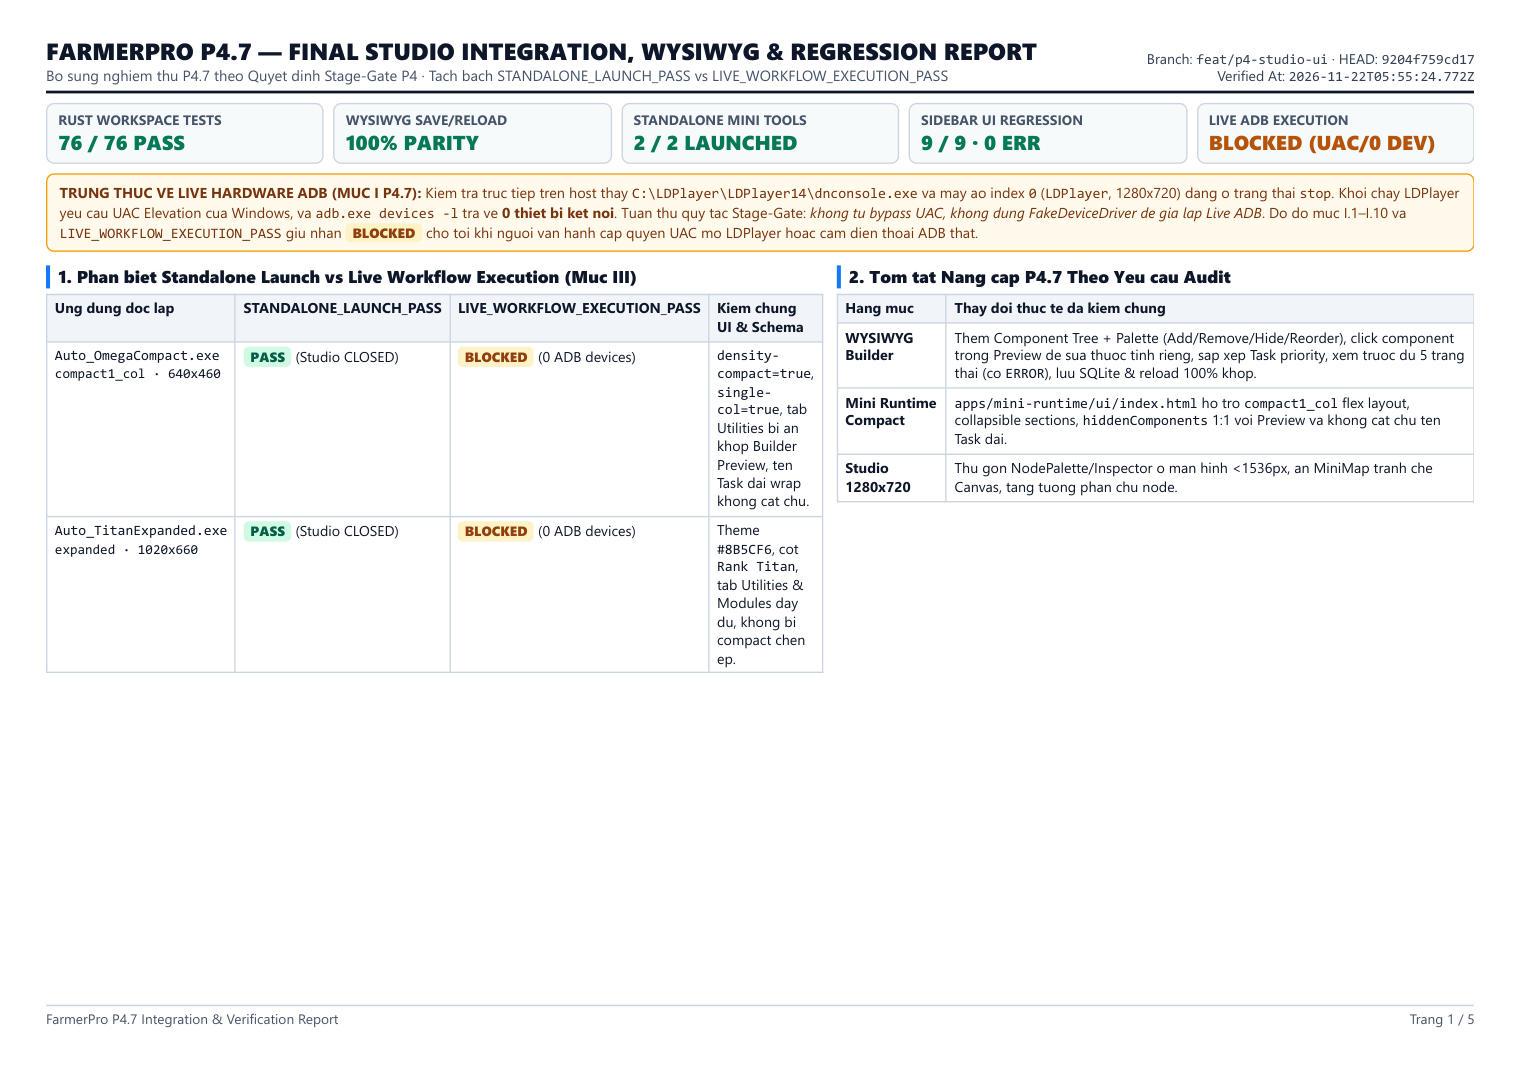 FARMERPRO P4.7 — FINAL STUDIO INTEGRATION, WYSIWYG & REGRESSION REPORT
Bo sung nghiem thu P4.7 theo Quyet dinh Stage-Gate P4 · Tach bach STANDALONE_LAUNCH_PASS vs LIVE_WORKFLOW_EXECUTION_PASS
Branch: feat/p4-studio-ui · HEAD: 9204f759cd17
Verified At: 2026-11-22T05:55:24.772Z
RUST WORKSPACE TESTS
76 / 76 PASS
WYSIWYG SAVE/RELOAD
100% PARITY
STANDALONE MINI TOOLS
2 / 2 LAUNCHED
SIDEBAR UI REGRESSION
9 / 9 · 0 ERR
LIVE ADB EXECUTION
BLOCKED (UAC/0 DEV)
TRUNG THUC VE LIVE HARDWARE ADB (MUC I P4.7): Kiem tra truc tiep tren host thay C:\LDPlayer\LDPlayer14\dnconsole.exe va may ao index 0 (LDPlayer, 1280x720) dang o trang thai stop. Khoi chay LDPlayer
yeu cau UAC Elevation cua Windows, va adb.exe devices -l tra ve 0 thiet bi ket noi. Tuan thu quy tac Stage-Gate: khong tu bypass UAC, khong dung FakeDeviceDriver de gia lap Live ADB. Do do muc I.1–I.10 va
LIVE_WORKFLOW_EXECUTION_PASS giu nhan BLOCKED cho toi khi nguoi van hanh cap quyen UAC mo LDPlayer hoac cam dien thoai ADB that.
1. Phan biet Standalone Launch vs Live Workflow Execution (Muc III)
Ung dung doc lap
STANDALONE_LAUNCH_PASS
LIVE_WORKFLOW_EXECUTION_PASS
Kiem chung
UI & Schema
Auto_OmegaCompact.exe
compact1_col · 640x460
PASS (Studio CLOSED)
BLOCKED (0 ADB devices)
density-
compact=true,
single-
col=true, tab
Utilities bi an
khop Builder
Preview, ten
Task dai wrap
khong cat chu.
Auto_TitanExpanded.exe
expanded · 1020x660
PASS (Studio CLOSED)
BLOCKED (0 ADB devices)
Theme
#8B5CF6, cot
Rank Titan,
tab Utilities &
Modules day
du, khong bi
compact chen
ep.
2. Tom tat Nang cap P4.7 Theo Yeu cau Audit
Hang muc
Thay doi thuc te da kiem chung
WYSIWYG
Builder
Them Component Tree + Palette (Add/Remove/Hide/Reorder), click component
trong Preview de sua thuoc tinh rieng, sap xep Task priority, xem truoc du 5 trang
thai (co ERROR), luu SQLite & reload 100% khop.
Mini Runtime
Compact
apps/mini-runtime/ui/index.html ho tro compact1_col flex layout,
collapsible sections, hiddenComponents 1:1 voi Preview va khong cat chu ten
Task dai.
Studio
1280x720
Thu gon NodePalette/Inspector o man hinh <1536px, an MiniMap tranh che
Canvas, tang tuong phan chu node.
FarmerPro P4.7 Integration & Verification Report
Trang 1 / 5